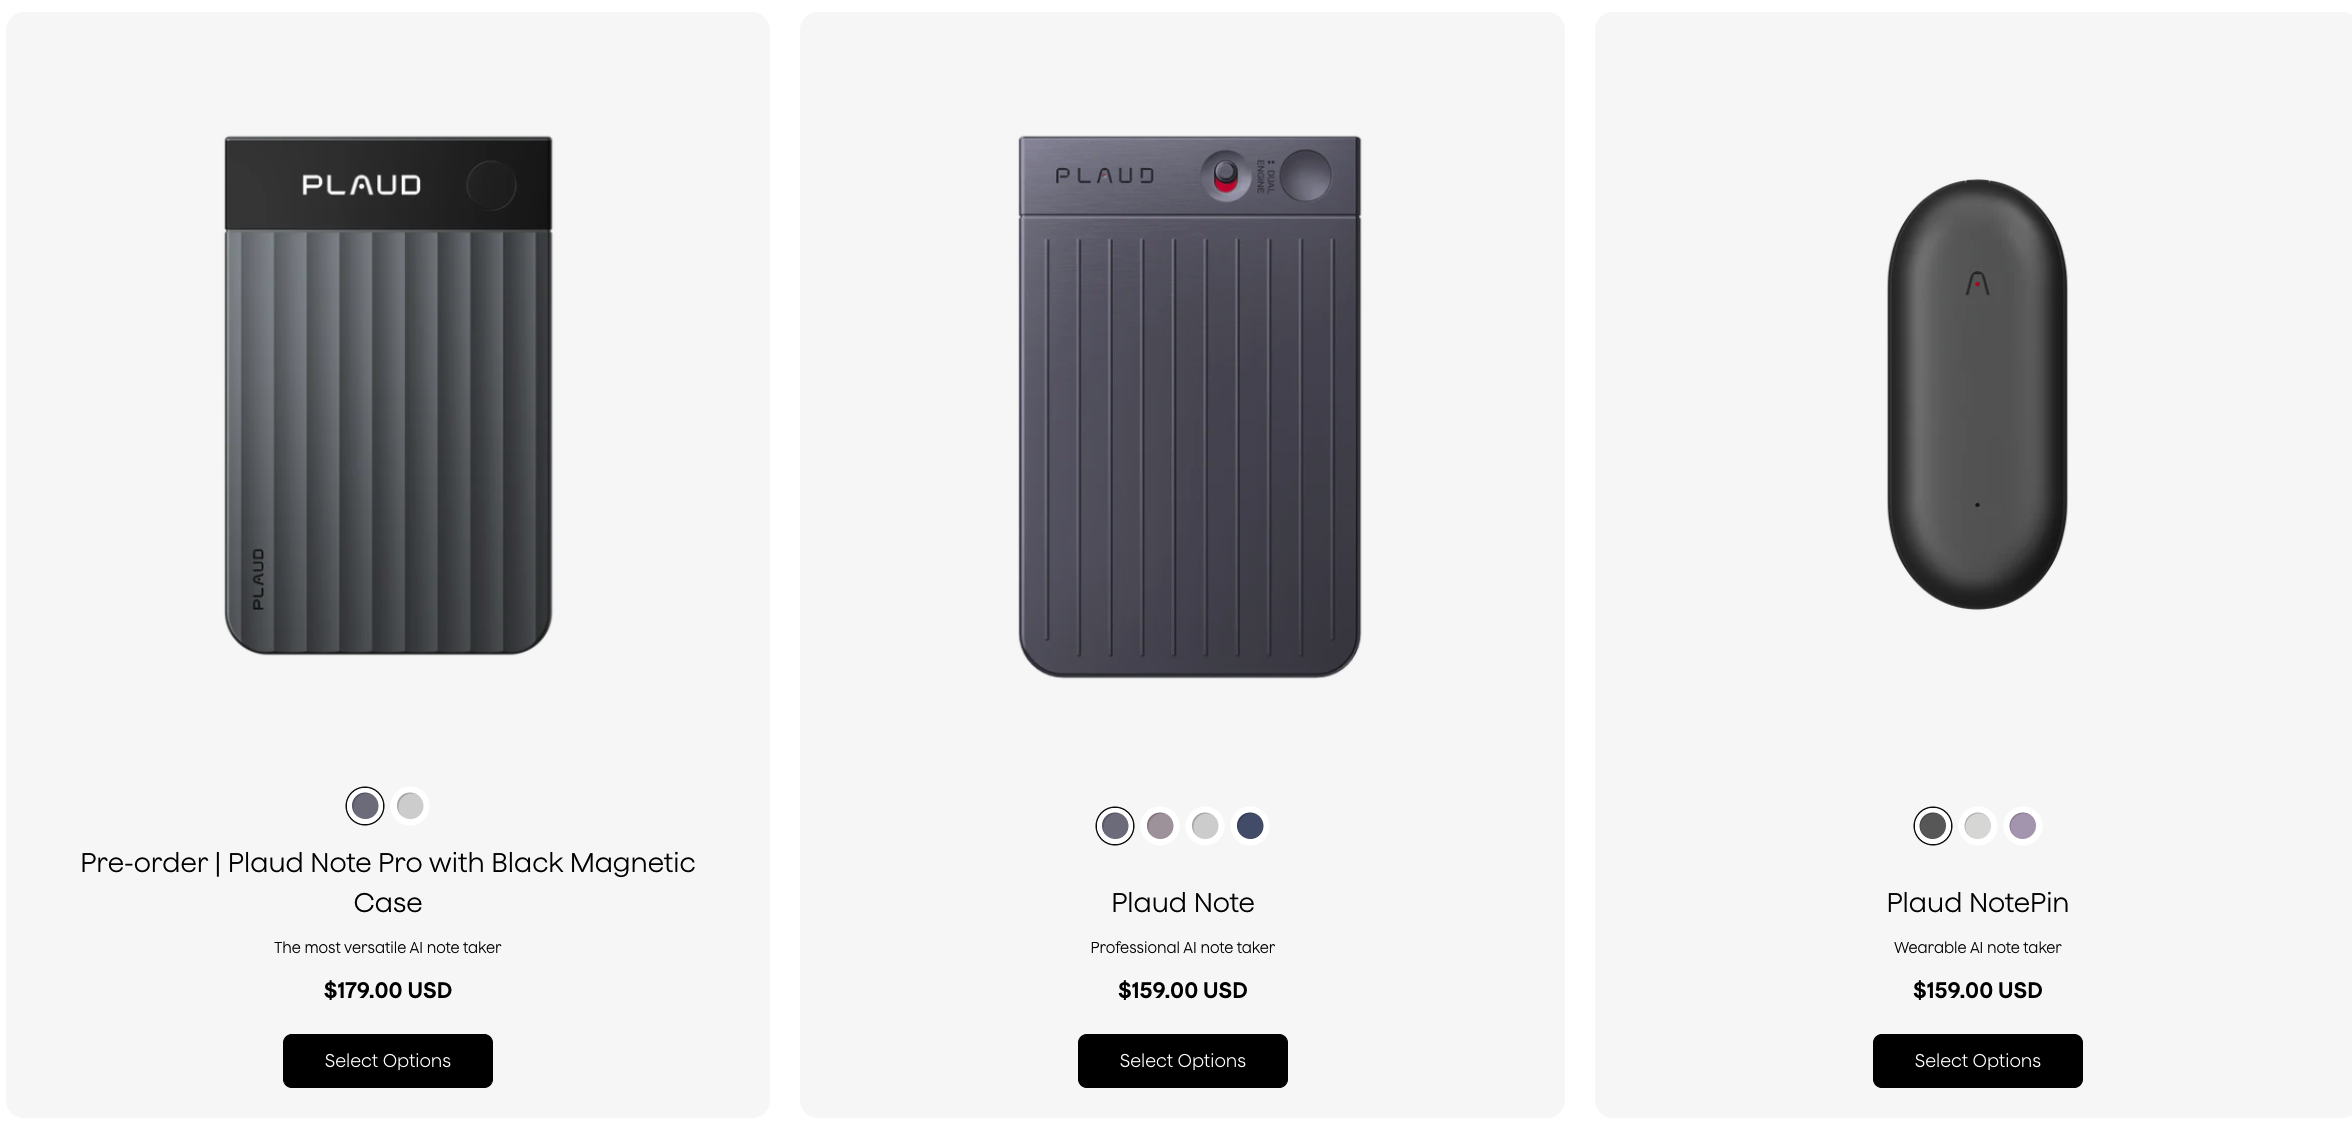 PLAUD
PLAUD
Pre-order | Plaud Note Pro with Black Magnetic
Case
The most versatile AI note taker
$179.00 USD
Select Options
PLAUD
DUAL
ENGINE
Plaud Note
Professional AI note taker
$159.00 USD
Select Options
Plaud NotePin
Wearable AI note taker
$159.00 USD
Select Options